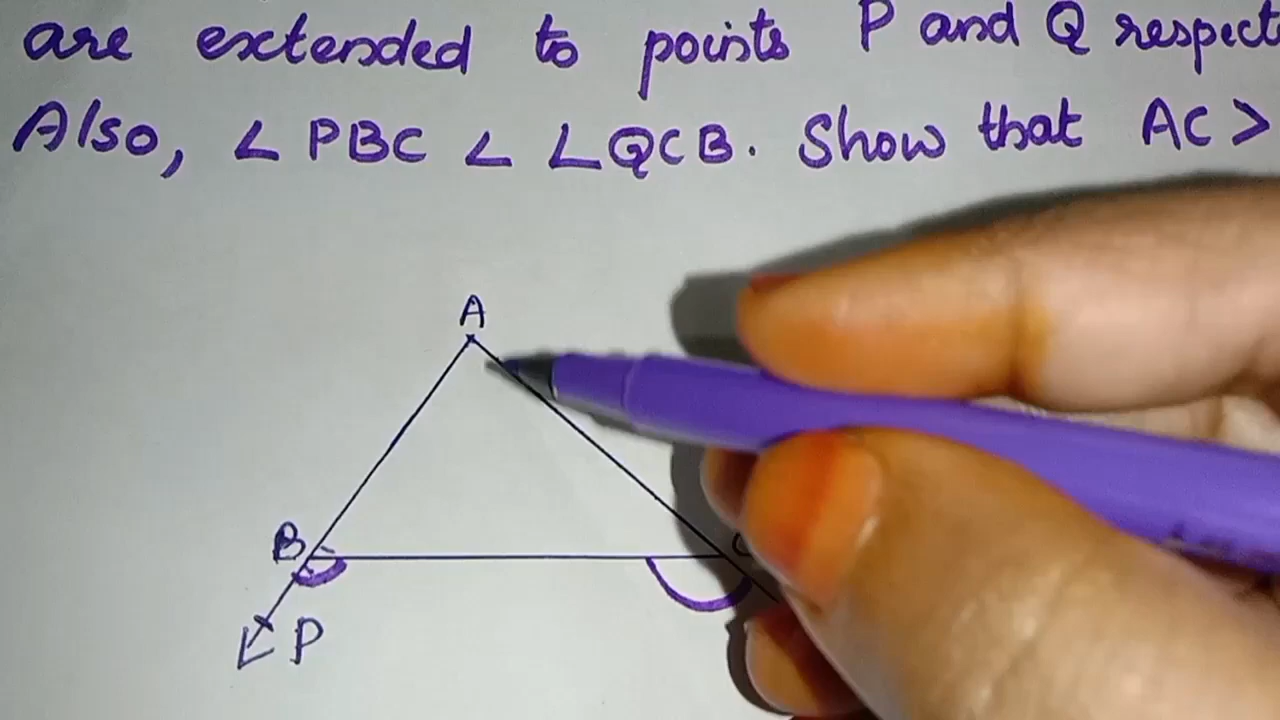 are extended to points P and Q respect
Also, ∠ PBC < ∠QCB. Show that AC >
A
B
C
P